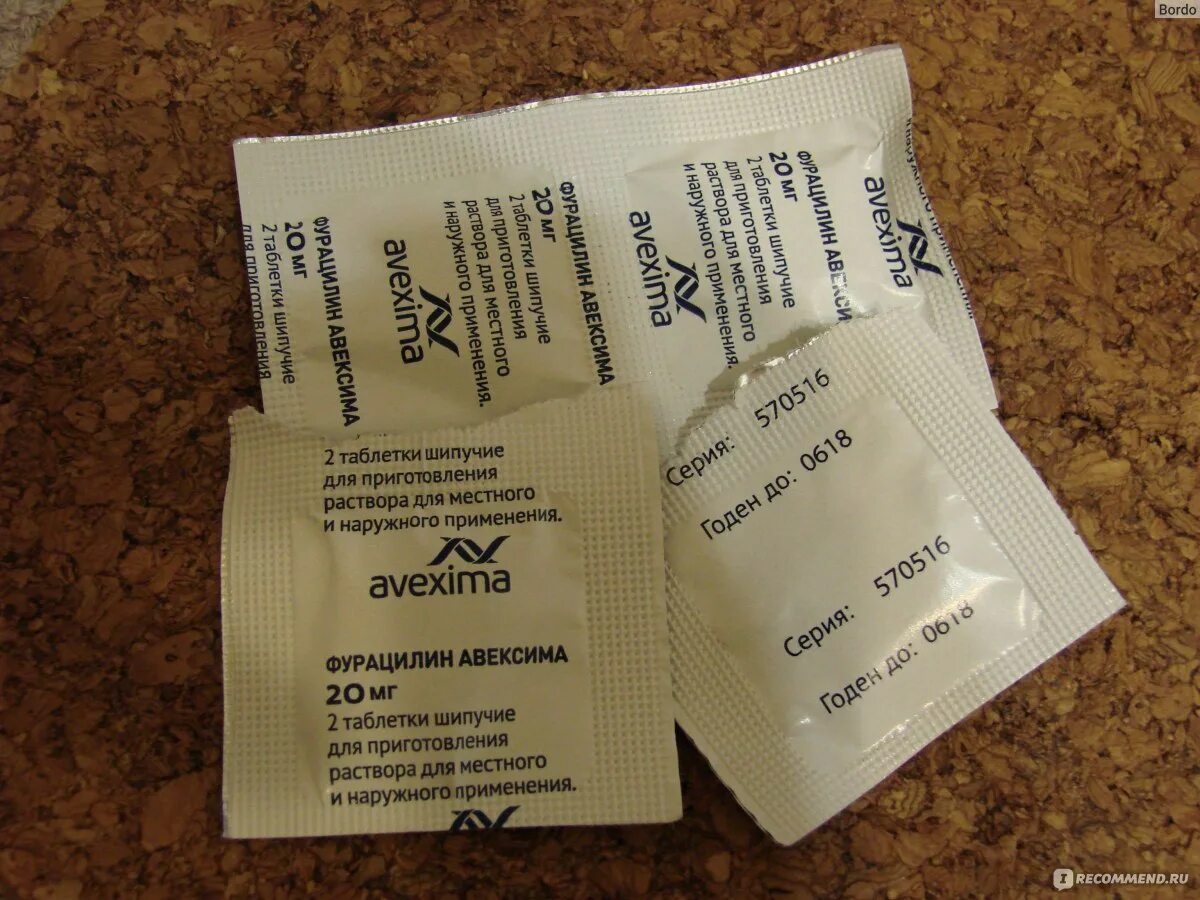 Bordo
ФУРАЦИЛИН АВЕКСИМА
20 мг
2 таблетки шипучие
для приготовления
ФУРАЦИЛИН АВЕКСИМА
20 мг
2 таблетки шипучие
для приготовления
раствора для местного
и наружного применения.
avexima
ФУРАЦИЛИН АВЕКСИМА
20 мг
2 таблетки шипучие
для приготовления
раствора для местного
и наружного применения.
avexima
avexima
2 таблетки шипучие
для приготовления
раствора для местного
и наружного применения.
avexima
ФУРАЦИЛИН АВЕКСИМА
20 мг
2 таблетки шипучие
для приготовления
раствора для местного
и наружного применения.
Серия: 570516
Годен до: 0618
Серия: 570516
Годен до: 0618
IRECOMMEND.RU